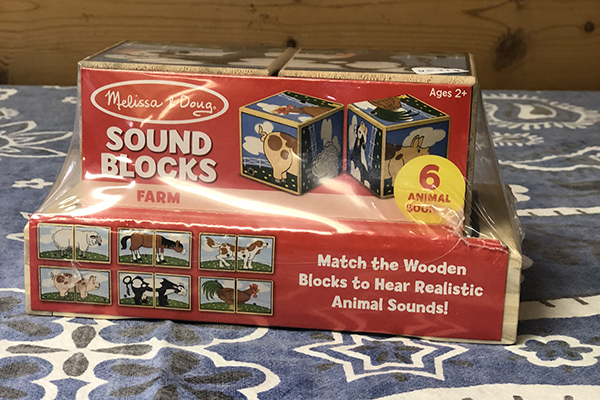 Melissa & Doug
Ages 2+
SOUND
BLOCKS
FARM
6
ANIMAL
Match the Wooden
Blocks to Hear Realistic
Animal Sounds!